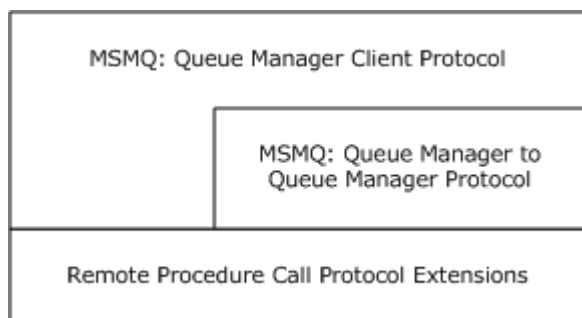 MSMQ: Queue Manager Client Protocol
MSMQ: Queue Manager to
Queue Manager Protocol
Remote Procedure Call Protocol Extensions